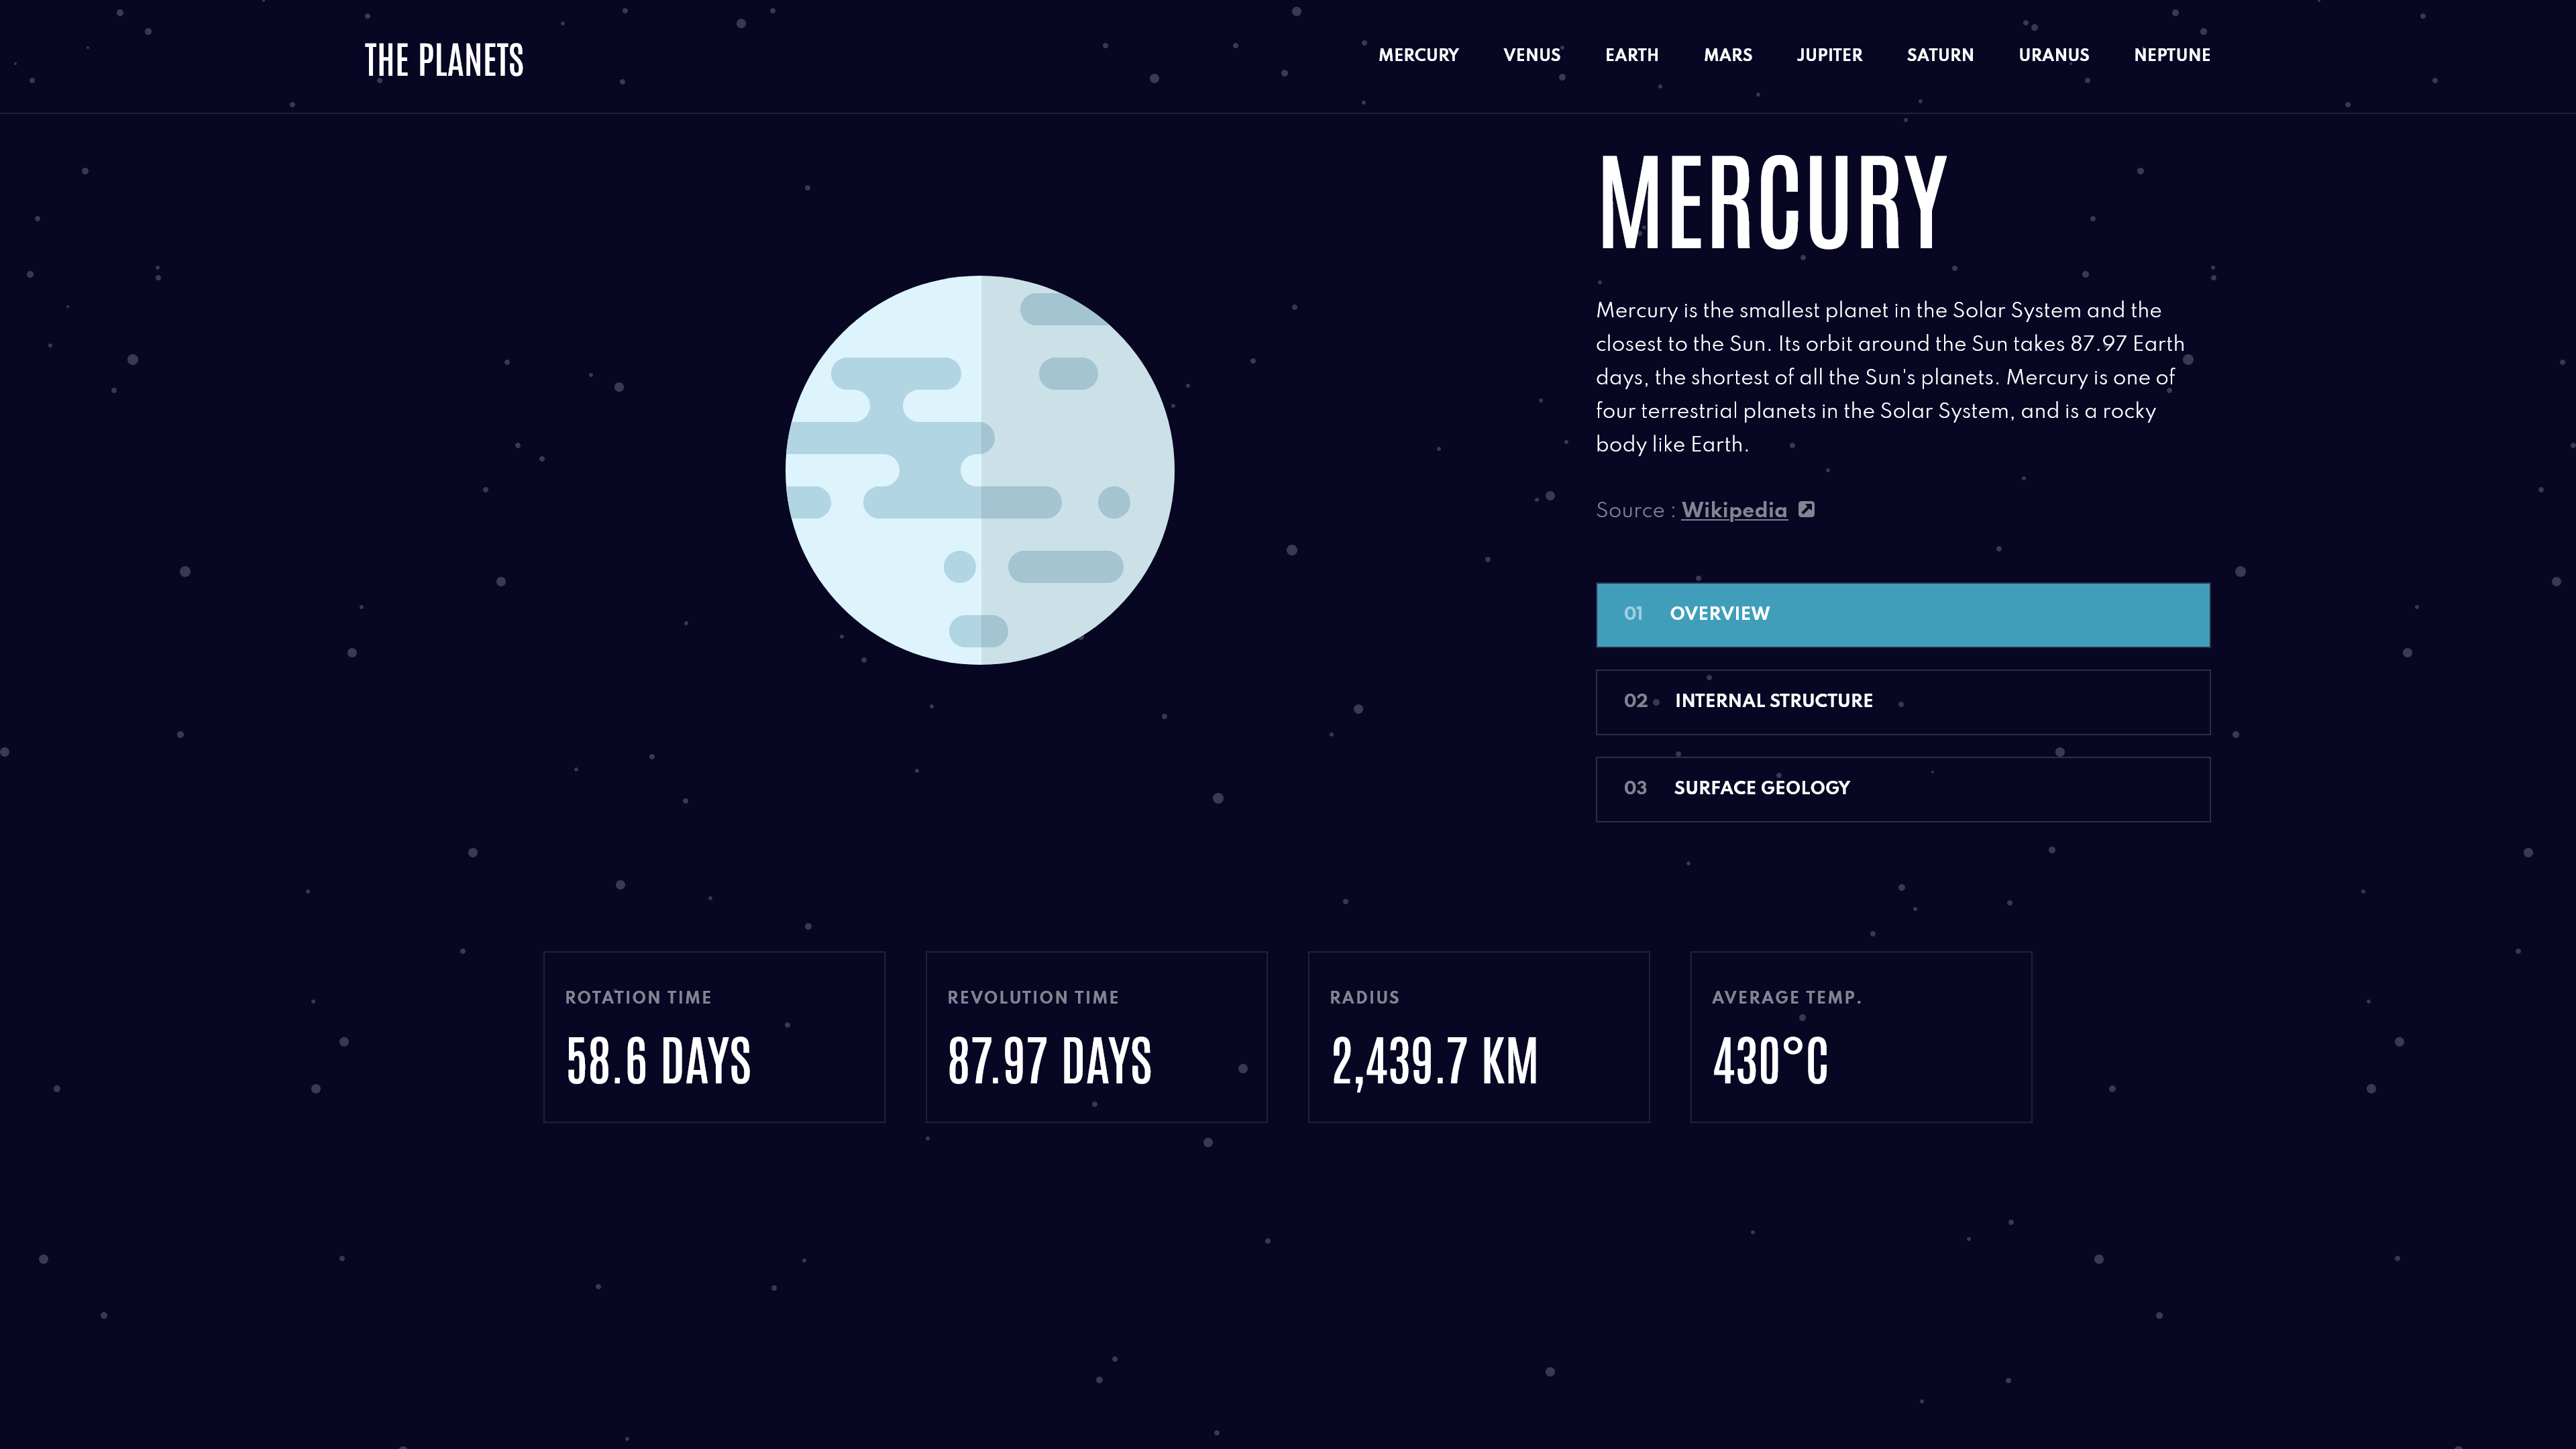 THE PLANETS
MERCURY VENUS EARTH MARS JUPITER SATURN URANUS NEPTUNE
MERCURY
Mercury is the smallest planet in the Solar System and the
closest to the Sun. Its orbit around the Sun takes 87.97 Earth
days, the shortest of all the Sun's planets. Mercury is one of
four terrestrial planets in the Solar System, and is a rocky
body like Earth.
Source : Wikipedia
01 OVERVIEW
02 INTERNAL STRUCTURE
03 SURFACE GEOLOGY
ROTATION TIME
58.6 DAYS
REVOLUTION TIME
87.97 DAYS
RADIUS
2,439.7 KM
AVERAGE TEMP.
430°C